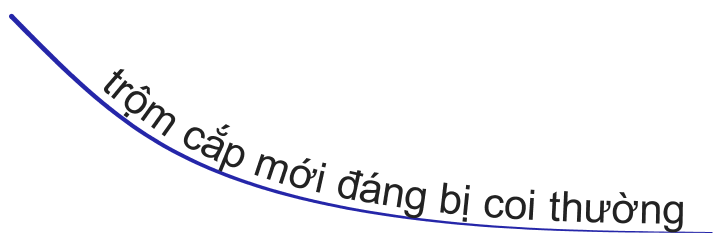 trộm cắp mới đáng bị coi thường